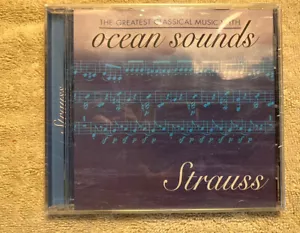 THE GREATEST CLASSICAL MUSIC WITH
ocean sounds
Strauss
Strauss